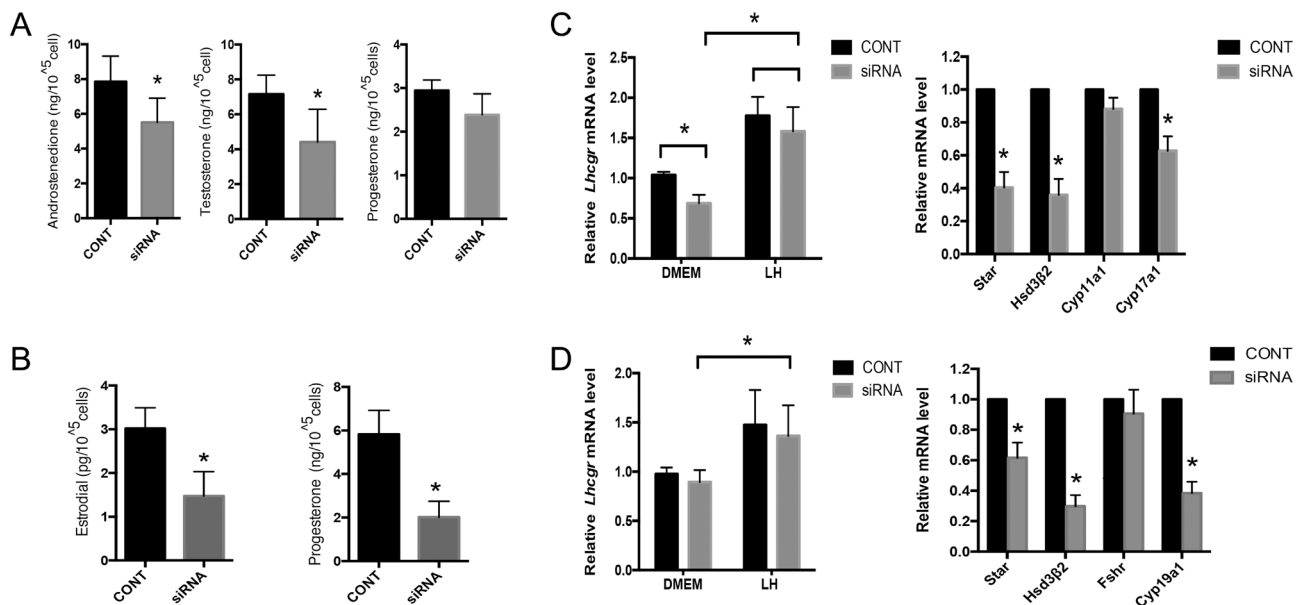 A
Androstenedione (ng/10^5cell)
10
8
6
4
2
0
*
CONT
siRNA
Testosterone (ng/10^5cell)
10
8
6
4
2
0
*
CONT
siRNA
Progesterone (ng/10^5cells)
4
3
2
1
0
CONT
siRNA
B
Estrodial (pg/10^5cells)
4
3
2
1
0
*
CONT
siRNA
Progesterone (ng/10^5cells)
8
6
4
2
0
*
CONT
siRNA
C
Relative Lhcgr mRNA level
2.5
2.0
1.5
1.0
0.5
0.0
*
*
DMEM
LH
CONT
siRNA
Relative mRNA level
1.2
1.0
0.8
0.6
0.4
0.2
0.0
*
*
*
Star
Hsd3β2
Cyp11a1
Cyp17a1
CONT
siRNA
D
Relative Lhcgr mRNA level
2.0
1.5
1.0
0.5
0.0
*
DMEM
LH
CONT
siRNA
Relative mRNA level
1.2
1.0
0.8
0.6
0.4
0.2
0.0
*
*
*
Star
Hsd3β2
Fshr
Cyp19a1
CONT
siRNA